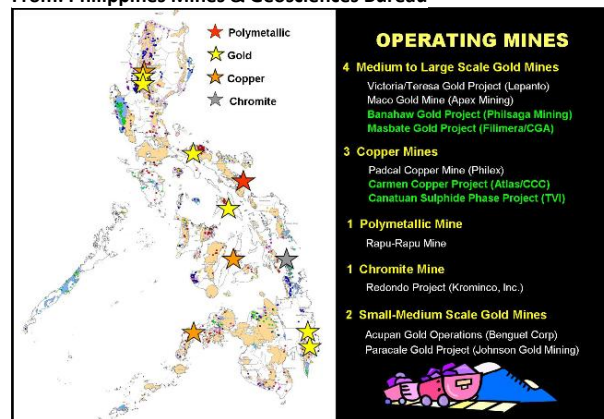 From: Philippines Mines & Geosciences Bureau
Polymetallic
Gold
Copper
Chromite
OPERATING MINES
4 Medium to Large Scale Gold Mines
Victoria/Teresa Gold Project (Lepanto)
Maco Gold Mine (Apex Mining)
Banahaw Gold Project (Philsaga Mining)
Masbate Gold Project (Filimera/CGA)
3 Copper Mines
Padcal Copper Mine (Philex)
Carmen Copper Project (Atlas/CCC)
Canatuan Sulphide Phase Project (TVI)
1 Polymetallic Mine
Rapu-Rapu Mine
1 Chromite Mine
Redondo Project (Krominco, Inc.)
2 Small-Medium Scale Gold Mines
Acupan Gold Operations (Benguet Corp)
Paracale Gold Project (Johnson Gold Mining)